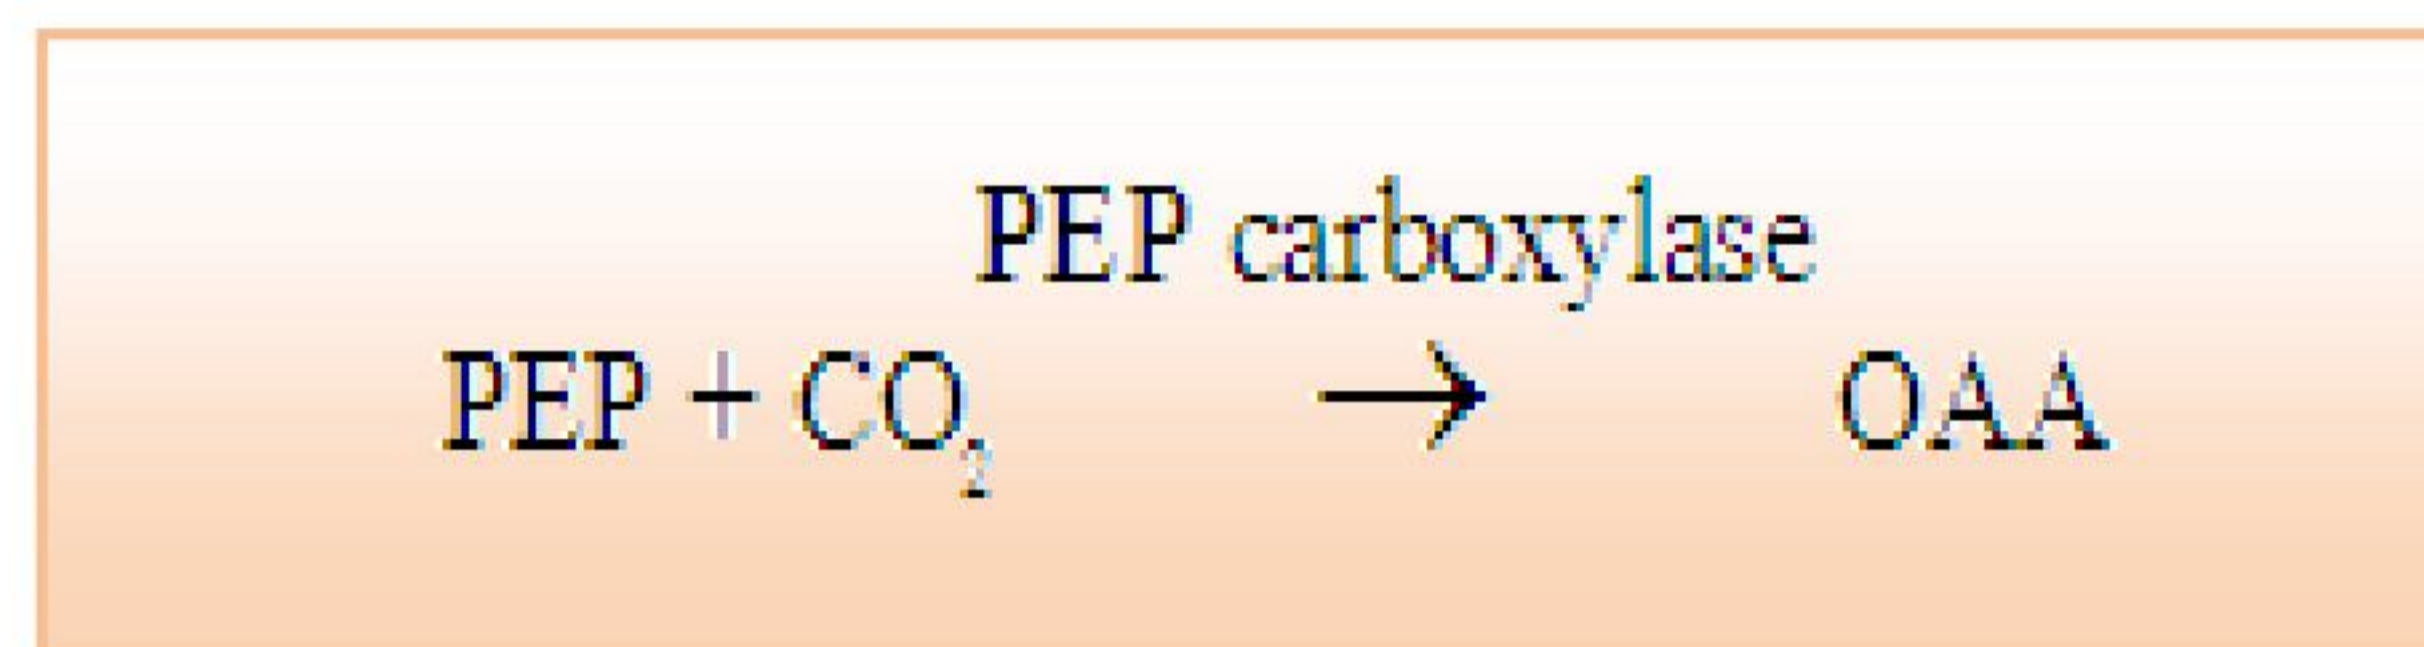 PEP carboxylase
PEP + CO₂ → OAA